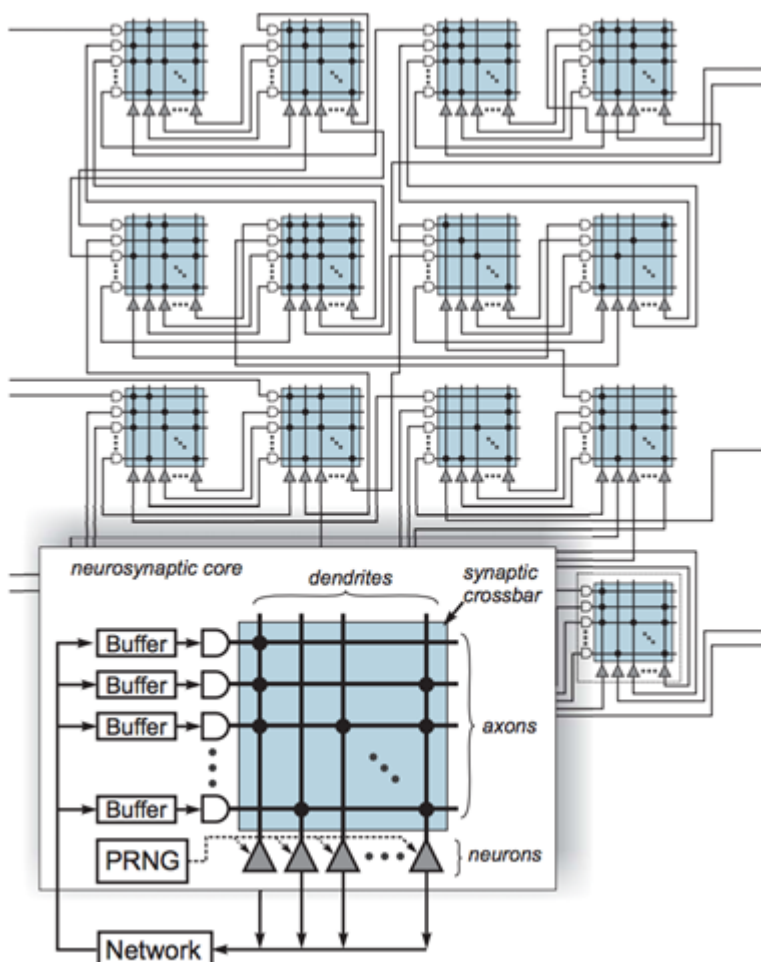 neurosynaptic core
dendrites
synaptic
crossbar
Buffer
Buffer
Buffer
axons
Buffer
PRNG
neurons
Network